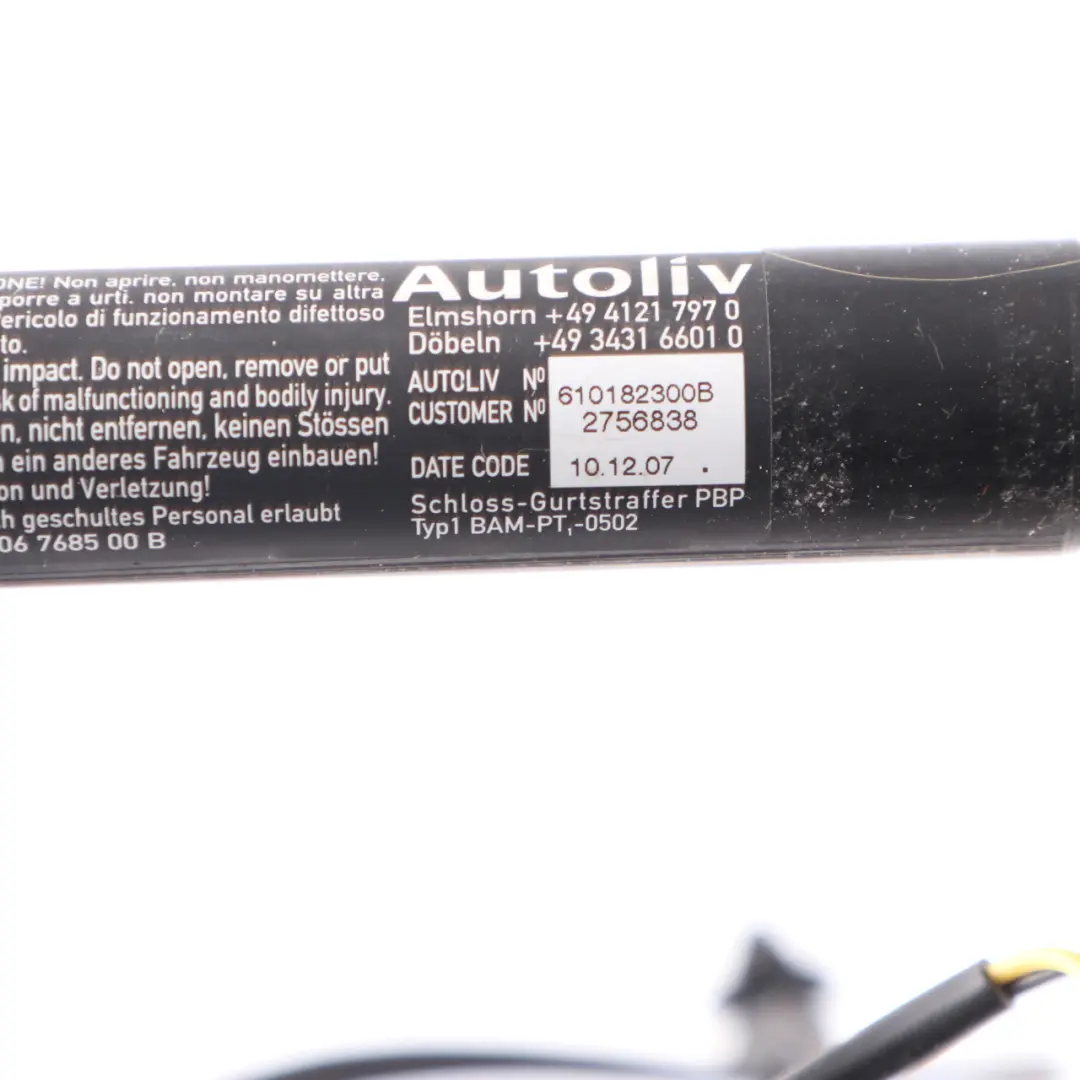 ONE! Non aprire, non manomettere,
porre a urti, non montare su altra
ericolo di funzionamento difettoso
to.
impact. Do not open, remove or put
sk of malfunctioning and bodily injury.
n, nicht entfernen, keinen Stössen
ein anderes Fahrzeug einbauen!
on und Verletzung!
ch geschultes Personal erlaubt
06 7685 00 B
Autoliv
Elmshorn +49 4121 797 0
Döbeln +49 3431 6601 0
AUTOLIV Nº 610182300B
CUSTOMER Nº 2756838
DATE CODE 10.12.07 .
Schloss-Gurtstraffer PBP
Typ1 BAM-PT,-0502